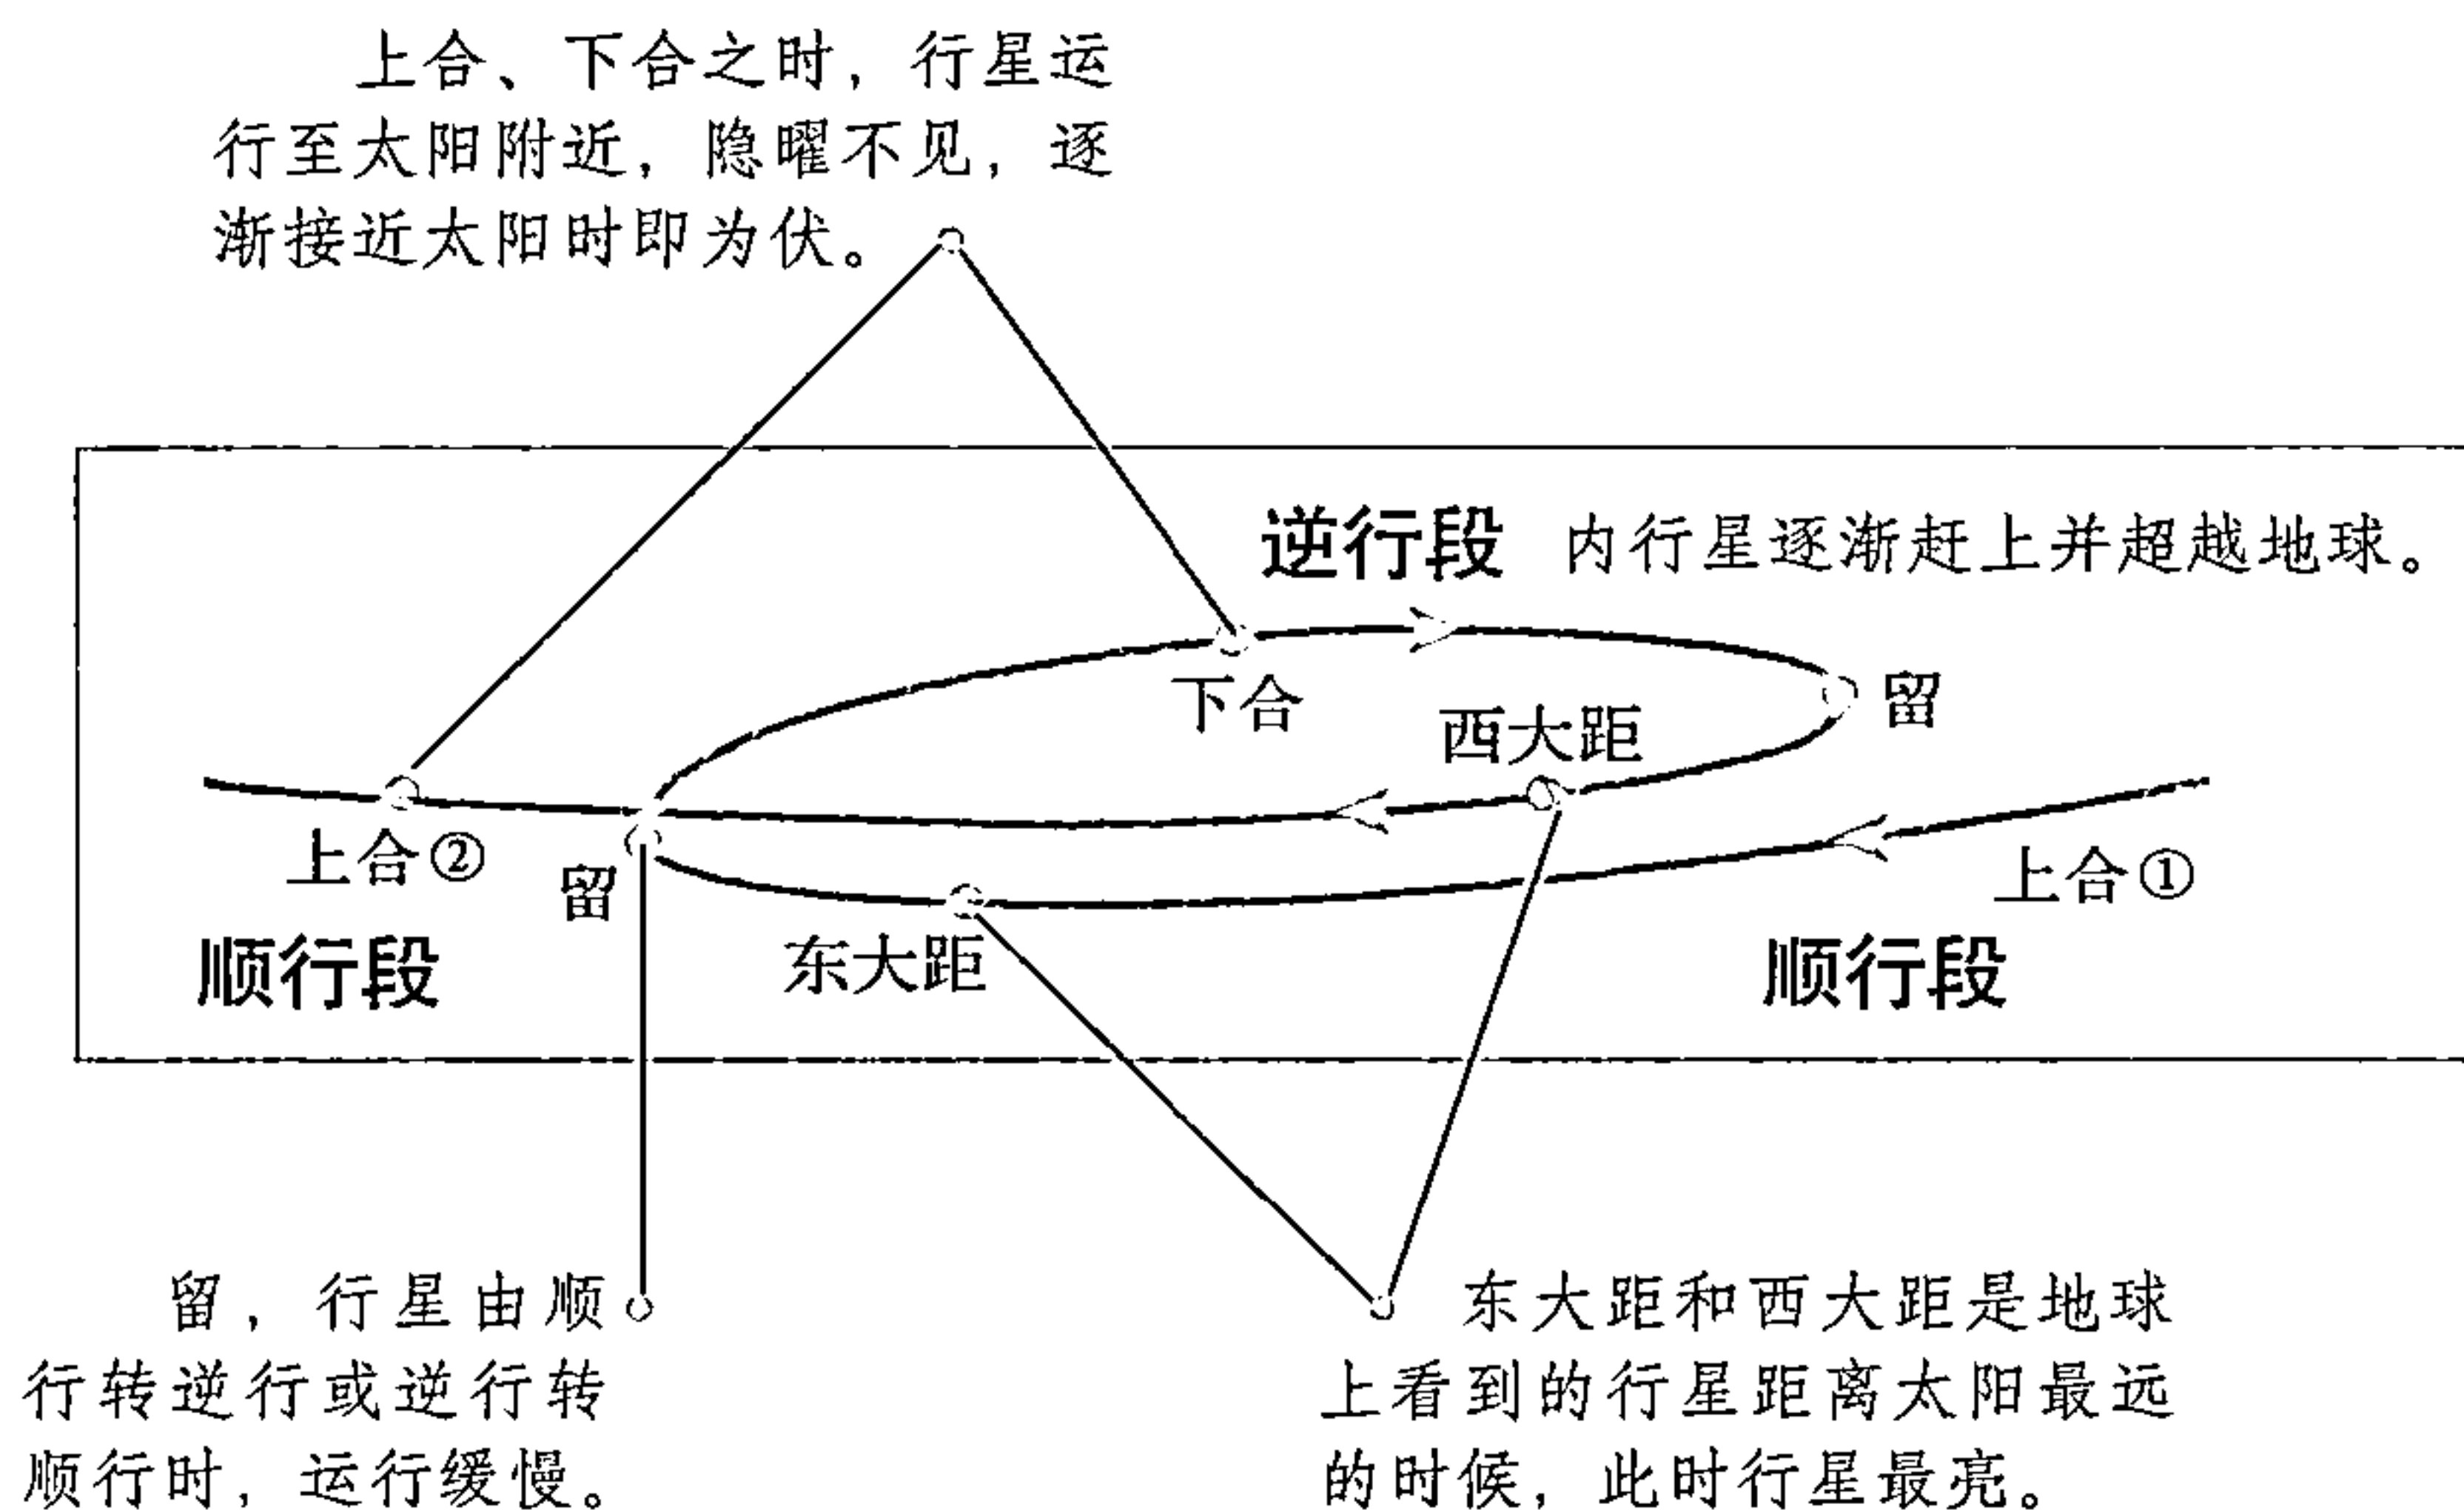 上合、下合之时，行星运
行至太阳附近，隐曜不见，逐
渐接近太阳时即为伏。
逆行段 内行星逐渐赶上并超越地球。
下合
留
西大距
上合②
留
上合①
东大距
顺行段
顺行段
留，行星由顺
行转逆行或逆行转
顺行时，运行缓慢。
东大距和西大距是地球
上看到的行星距离太阳最远
的时候，此时行星最亮。